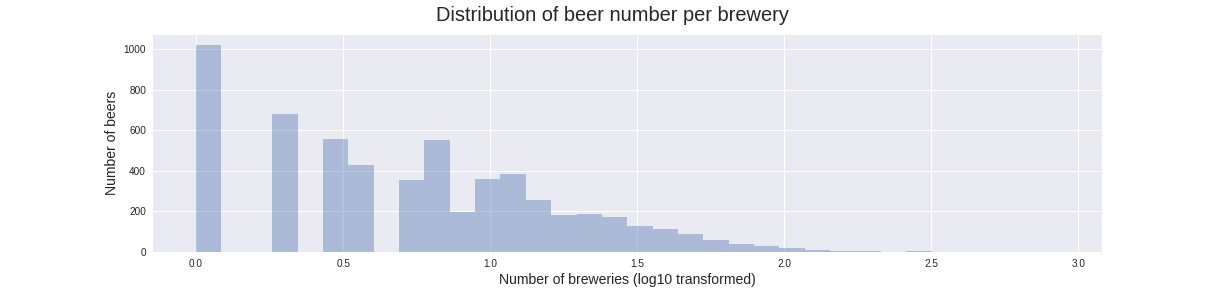 Distribution of beer number per brewery
1000
800
600
400
200
0
Number of beers
0.0 0.5 1.0 1.5 2.0 2.5 3.0
Number of breweries (log10 transformed)